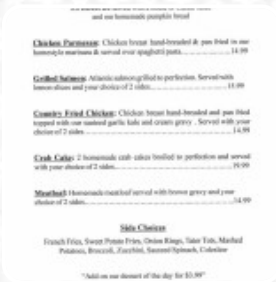 and our homemade pumpkin bread
Chicken Parmesan: Chicken breast hand-breaded & pan fried in our
homestyle marinara & served over spaghetti pasta...14.99
Grilled Salmon: Atlantic salmon grilled to perfection. Served with
lemon slices and your choice of 2 sides...
Country Fried Chicken: Chicken breast hand-breaded and pan fried
topped with our sauteed garlic kale and cream gravy. Served with your
choice of 2 sides...14.99
Crab Cake: 2 homemade crab cakes broiled to perfection and served
with your choice of 2 sides...19.99
Meatloaf: Homemade meatloaf served with brown gravy and your
choice of 2 sides...14.99
Side Choices
French Fries, Sweet Potato Fries, Onion Rings, Tater Tots, Mashed
Potatoes, Broccoli, Zucchini, Sauteed Spinach, Coleslaw
"Add on our dessert of the day for $3.99"